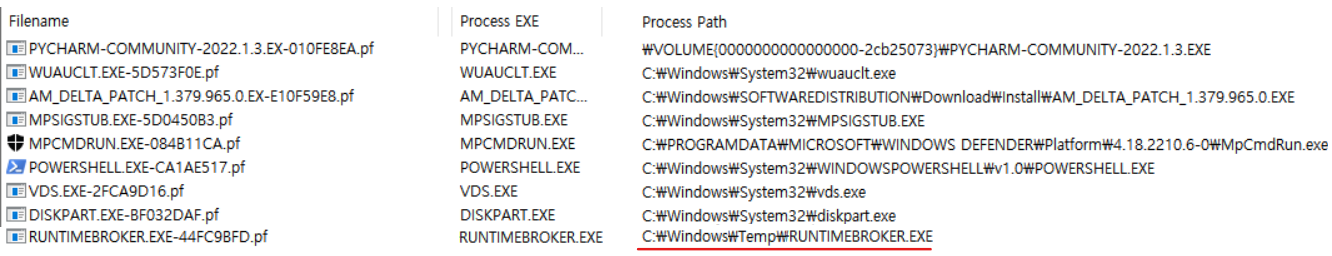 Filename Process EXE Process Path
PYCHARM-COMMUNITY-2022.1.3.EX-010FE8EA.pf PYCHARM-COM... ₩VOLUME{0000000000000000-2cb25073}₩PYCHARM-COMMUNITY-2022.1.3.EXE
WUAUCLT.EXE-5D573F0E.pf WUAUCLT.EXE C:₩Windows₩System32₩wuauclt.exe
AM_DELTA_PATCH_1.379.965.0.EX-E10F59E8.pf AM_DELTA_PATC... C:₩Windows₩SOFTWAREDISTRIBUTION₩Download₩Install₩AM_DELTA_PATCH_1.379.965.0.EXE
MPSIGSTUB.EXE-5D0450B3.pf MPSIGSTUB.EXE C:₩Windows₩System32₩MPSIGSTUB.EXE
MPCMDRUN.EXE-084B11CA.pf MPCMDRUN.EXE C:₩PROGRAMDATA₩MICROSOFT₩WINDOWS DEFENDER₩Platform₩4.18.2210.6-0₩MpCmdRun.exe
POWERSHELL.EXE-CA1AE517.pf POWERSHELL.EXE C:₩Windows₩System32₩WINDOWSPOWERSHELL₩v1.0₩POWERSHELL.EXE
VDS.EXE-2FCA9D16.pf VDS.EXE C:₩Windows₩System32₩vds.exe
DISKPART.EXE-BF032DAF.pf DISKPART.EXE C:₩Windows₩System32₩diskpart.exe
RUNTIMEBROKER.EXE-44FC9BFD.pf RUNTIMEBROKER.EXE C:₩Windows₩Temp₩RUNTIMEBROKER.EXE